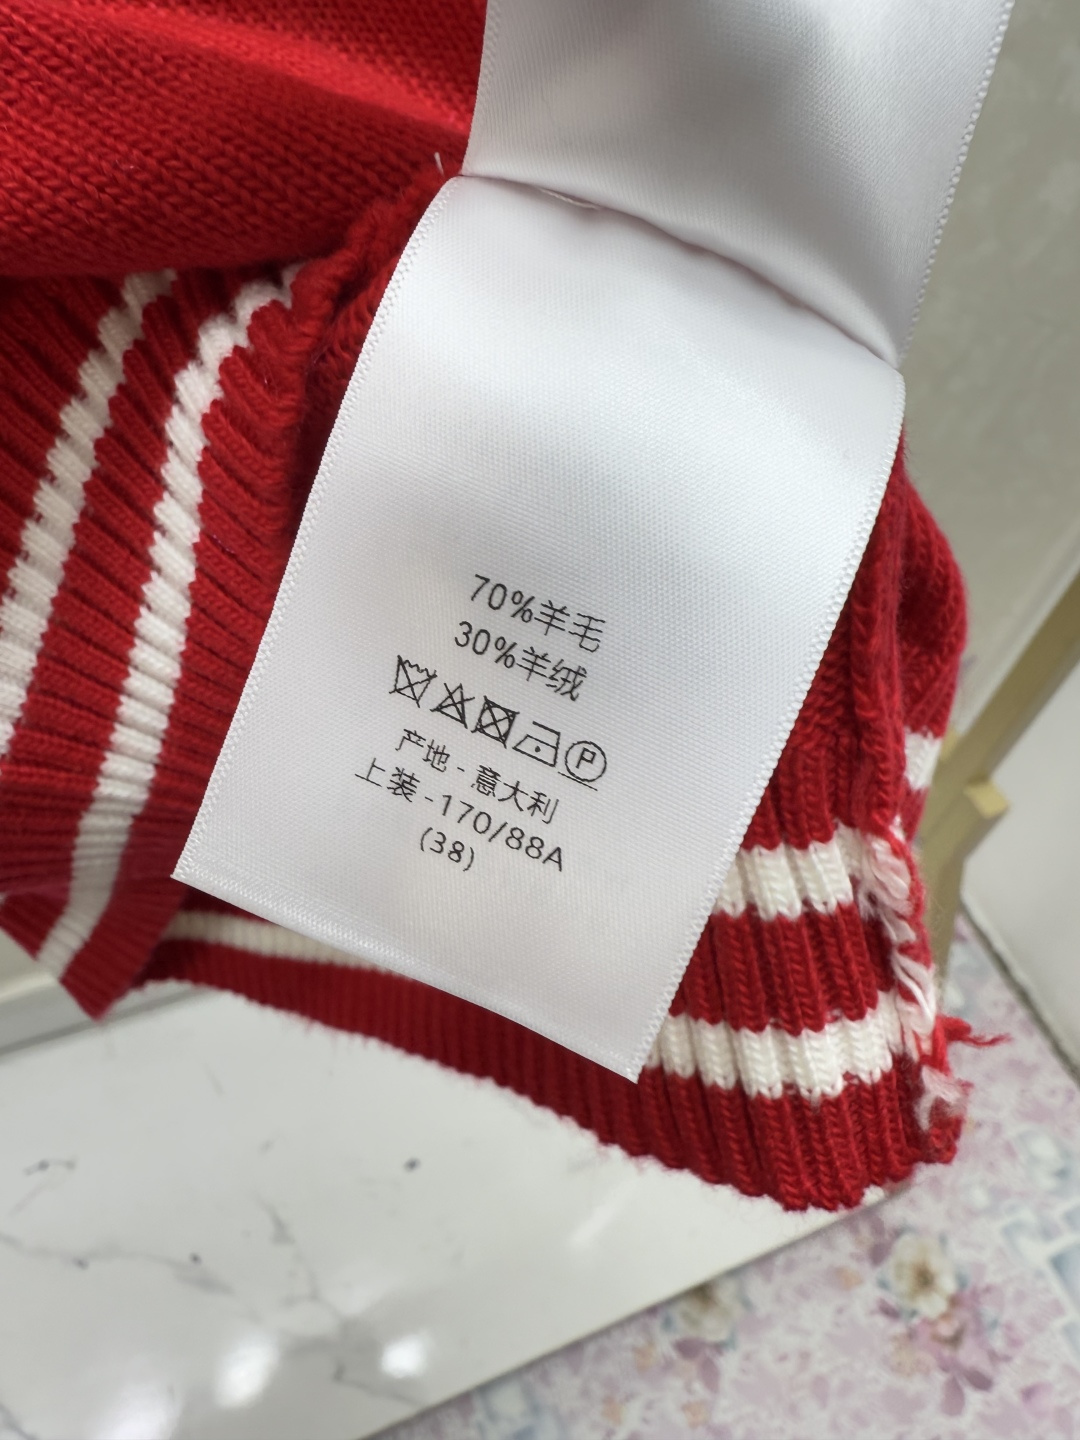 70%羊毛
30%羊绒
P
产地 - 意大利
上装 -170/88A
(38)